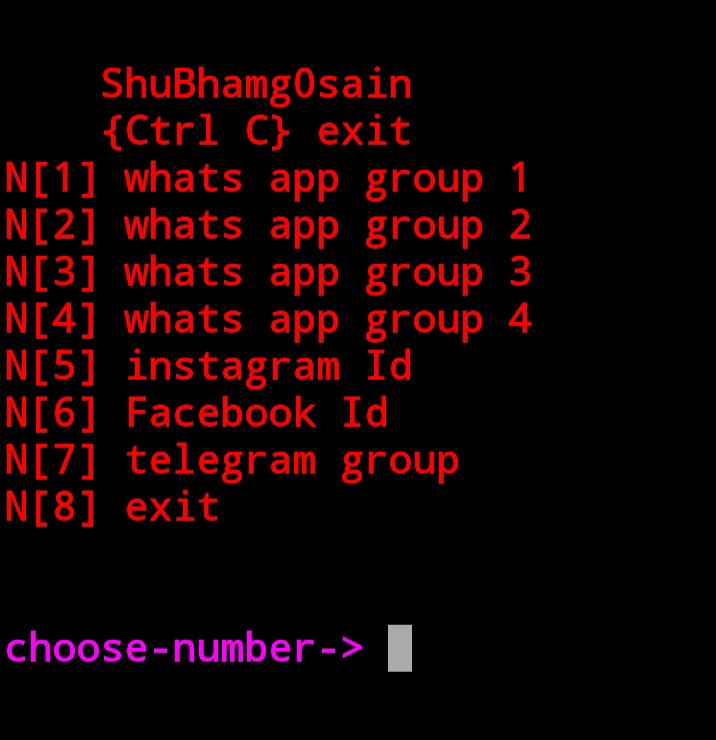 ShuBhamg0sain
{Ctrl C} exit
N[1] whats app group 1
N[2] whats app group 2
N[3] whats app group 3
N[4] whats app group 4
N[5] instagram Id
N[6] Facebook Id
N[7] telegram group
N[8] exit
choose-number->